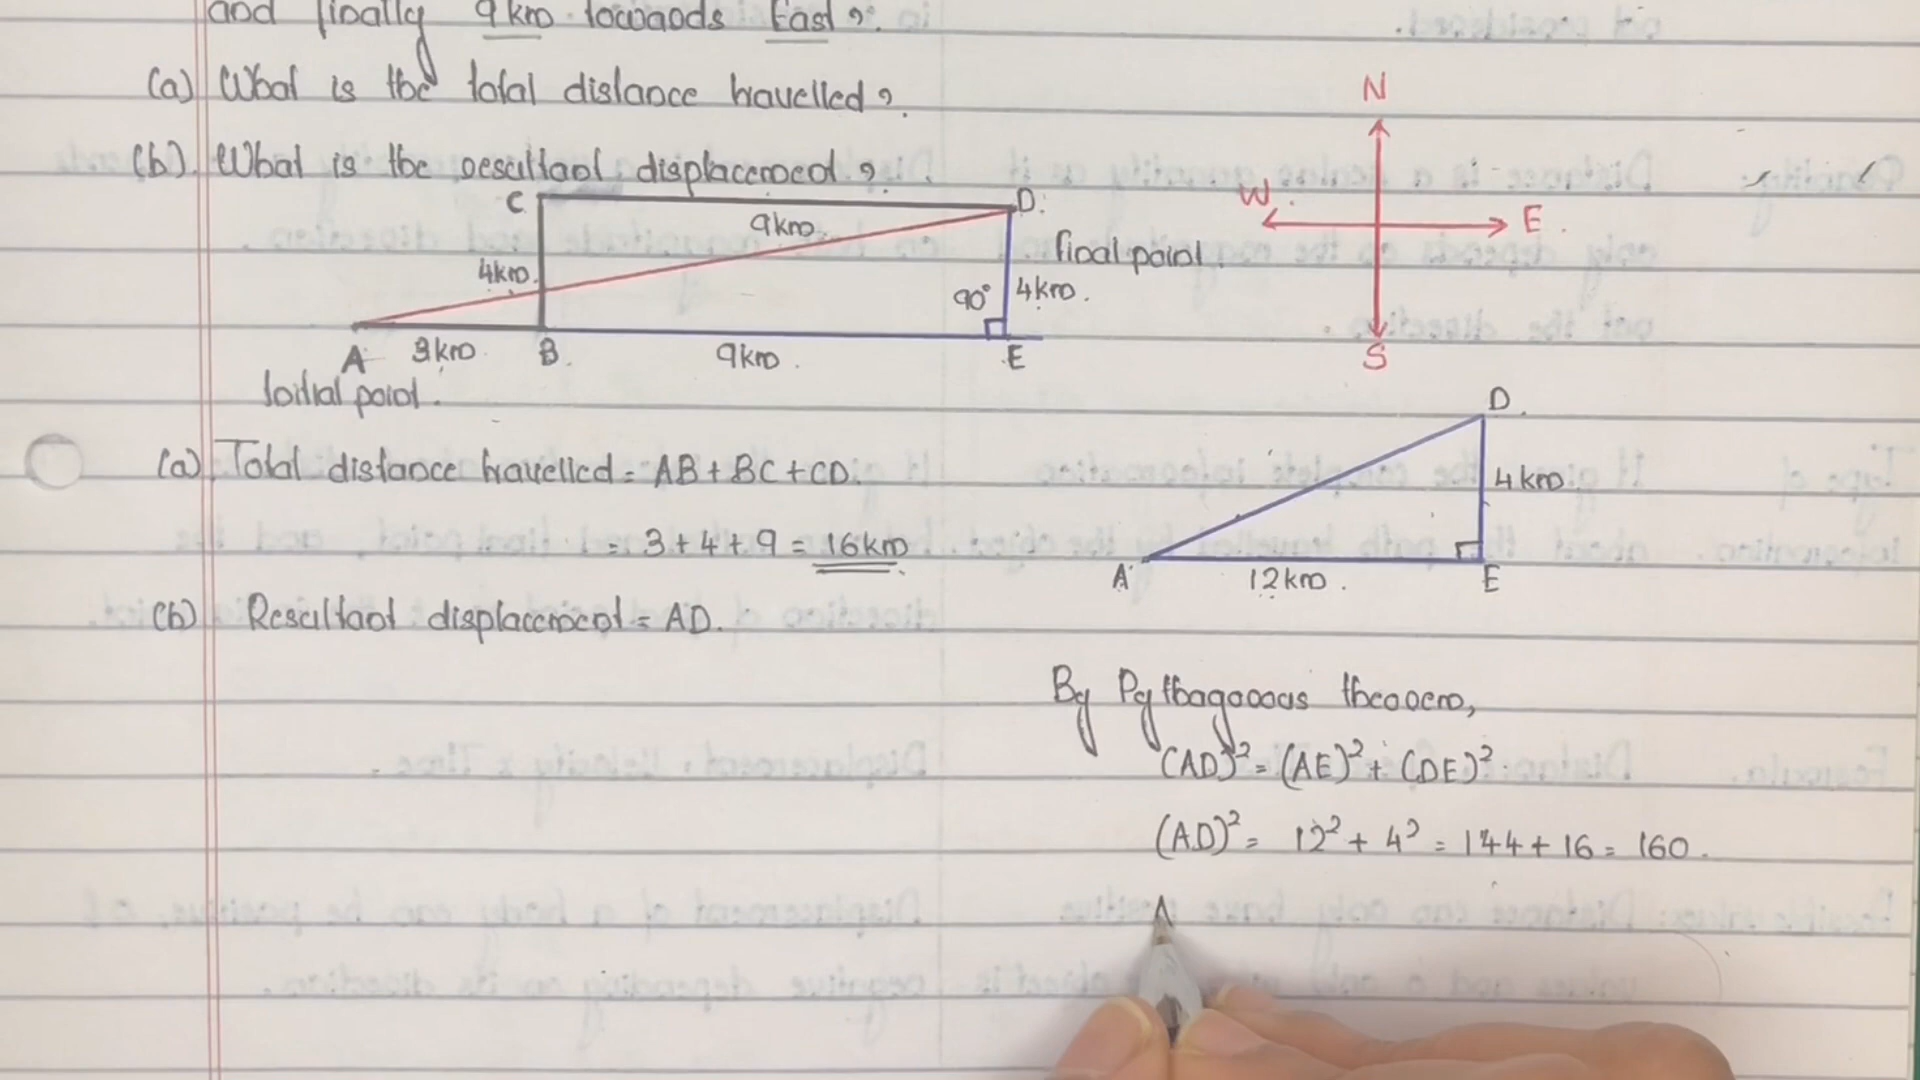 and finally 9km towards East?.
(a) What is the total distance travelled?.
(b). What is the resultant displacement?.
N
W.
E.
S
C
D.
9km.
4km.
final point.
90°
4km.
A
3km
B.
9km.
E
Initial point.
(a). Total distance travelled = AB + BC + CD.
= 3 + 4 + 9 = 16km.
(b) Resultant displacement = AD.
D.
4km
A
12km.
E
By Pythagoras theorem,
(AD)² = (AE)² + (DE)².
(AD)² = 12² + 4² = 144 + 16 = 160.
A